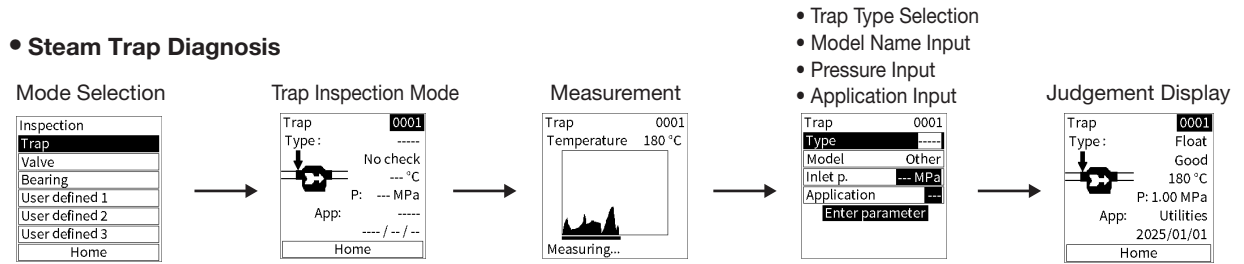 • Steam Trap Diagnosis
Mode Selection
Inspection
Trap
Valve
Bearing
User defined 1
User defined 2
User defined 3
Home
Trap Inspection Mode
Trap 0001
Type : -----
No check
--- °C
P: --- MPa
App: -----
---- / -- / --
Home
Measurement
Trap 0001
Temperature 180 °C
Measuring...
• Trap Type Selection
• Model Name Input
• Pressure Input
• Application Input
Trap 0001
Type -----
Model Other
Inlet p. --- MPa
Application ---
Enter parameter
Judgement Display
Trap 0001
Type : Float
Good
180 °C
P: 1.00 MPa
App: Utilities
2025/01/01
Home